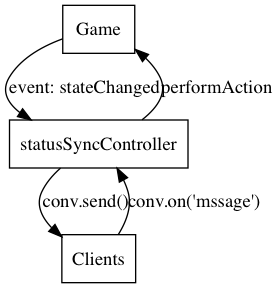 Game
event: stateChanged
performAction
statusSyncController
conv.send()
conv.on('mssage')
Clients